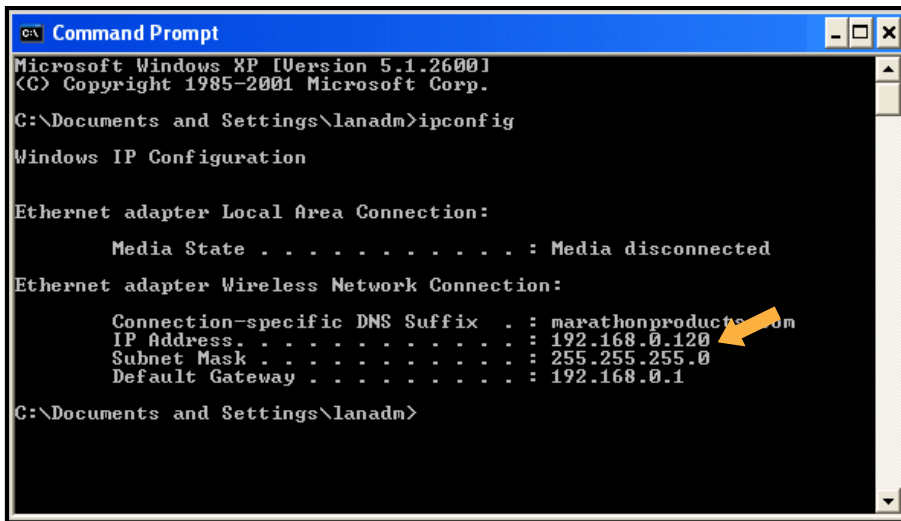 Command Prompt
Microsoft Windows XP [Version 5.1.2600]
(C) Copyright 1985-2001 Microsoft Corp.
C:\Documents and Settings\lanadm>ipconfig
Windows IP Configuration
Ethernet adapter Local Area Connection:
Media State . . . . . . . . . . . : Media disconnected
Ethernet adapter Wireless Network Connection:
Connection-specific DNS Suffix . : marathonproducts.com
IP Address. . . . . . . . . . . . : 192.168.0.120
Subnet Mask . . . . . . . . . . . : 255.255.255.0
Default Gateway . . . . . . . . . : 192.168.0.1
C:\Documents and Settings\lanadm>